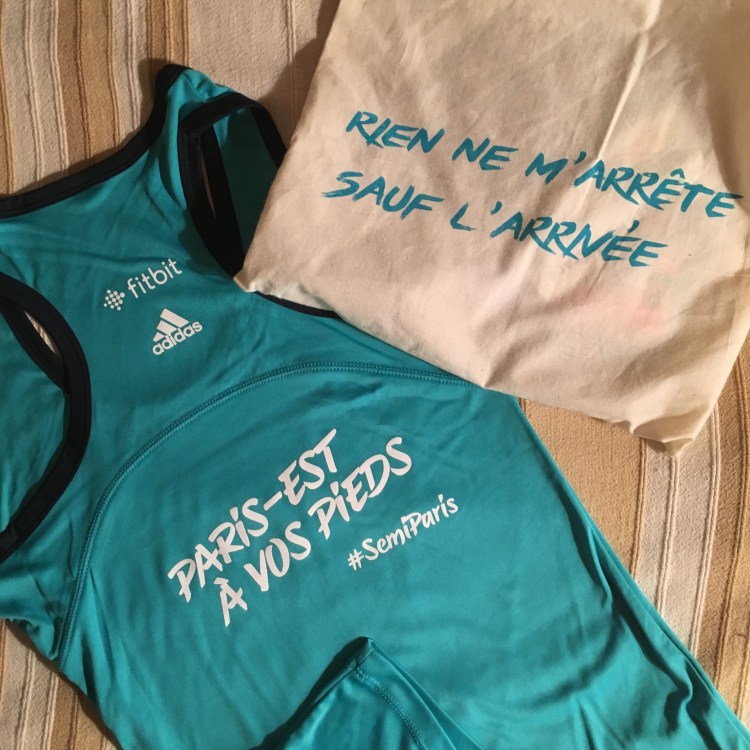 RIEN NE M'ARRÊTE
SAUF L'ARRIVÉE
fitbit
adidas
PARIS-EST
À VOS PIEDS
#SemiParis